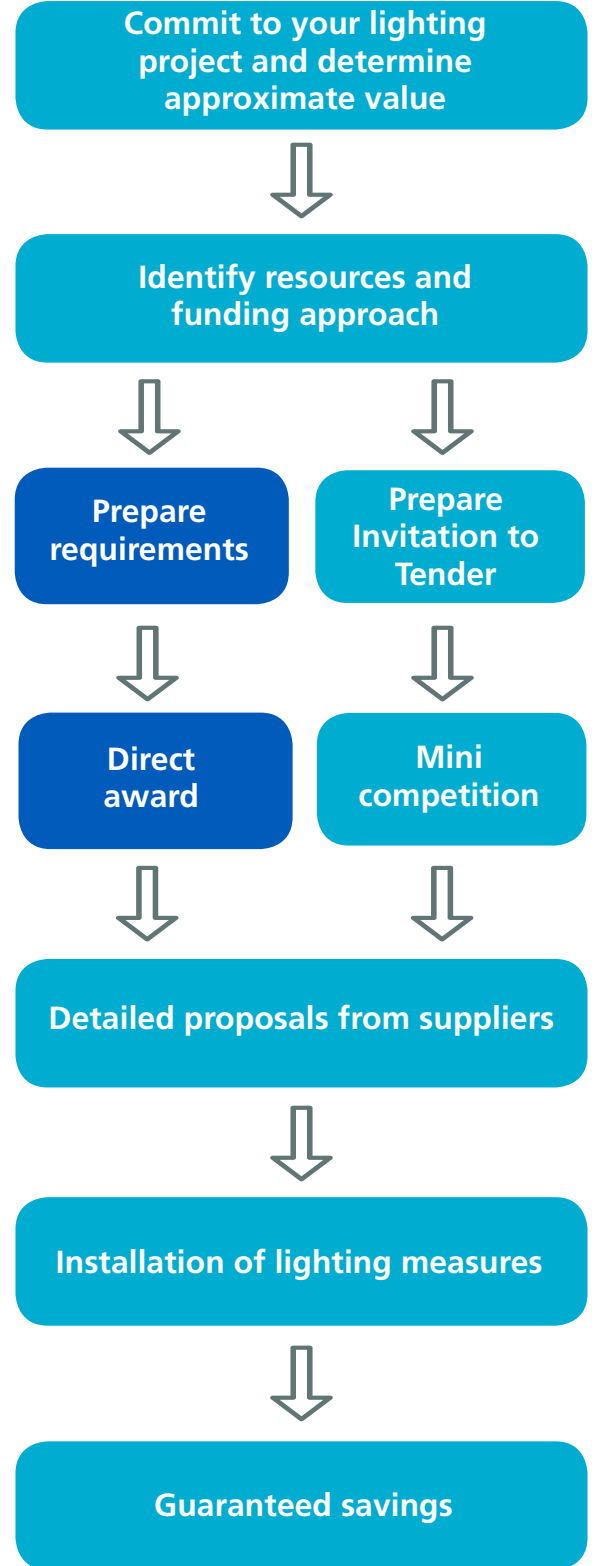 Commit to your lighting
project and determine
approximate value
Identify resources and
funding approach
Prepare
requirements
Prepare
Invitation to
Tender
Direct
award
Mini
competition
Detailed proposals from suppliers
Installation of lighting measures
Guaranteed savings